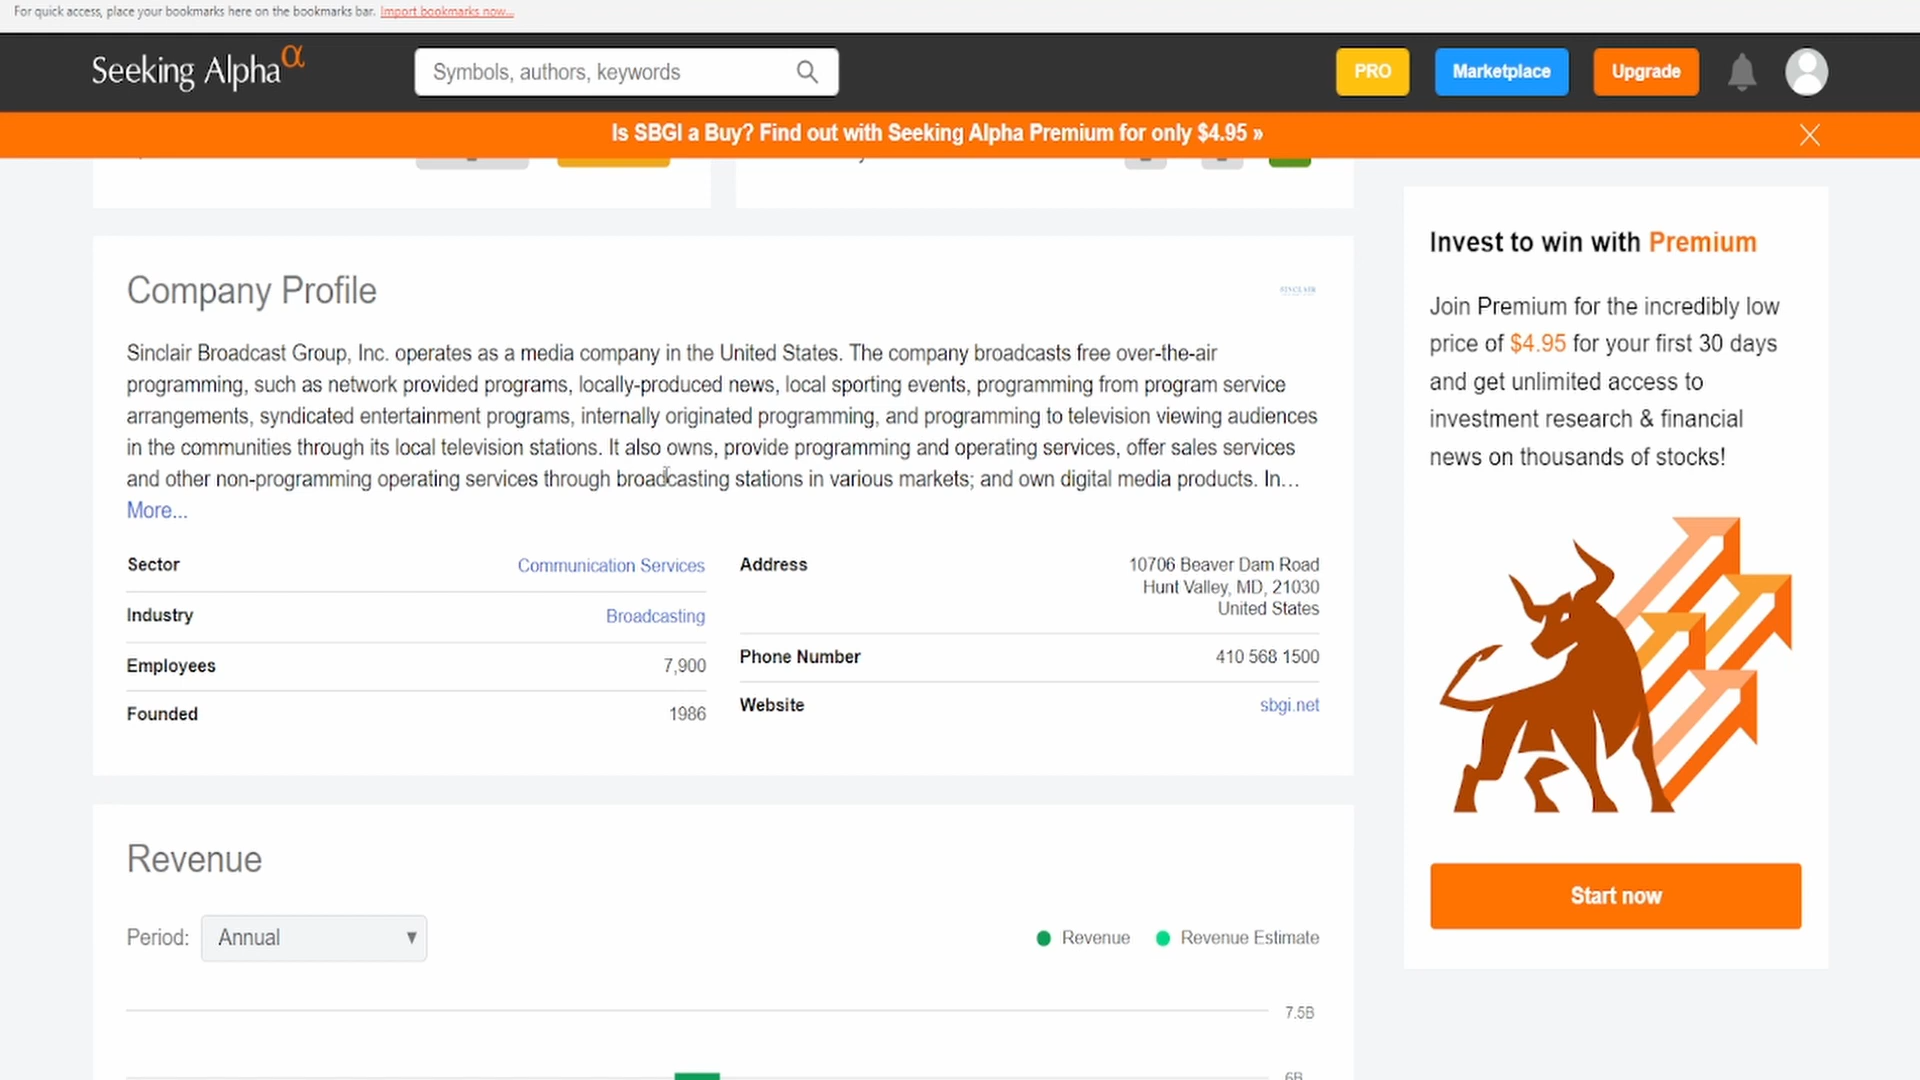 For quick access, place your bookmarks here on the bookmarks bar. Import bookmarks now...
Seeking Alpha α
Symbols, authors, keywords
PRO
Marketplace
Upgrade
Is SBGI a Buy? Find out with Seeking Alpha Premium for only $4.95 »
Company Profile
SINCLAIR
Sinclair Broadcast Group, Inc. operates as a media company in the United States. The company broadcasts free over-the-air
programming, such as network provided programs, locally-produced news, local sporting events, programming from program service
arrangements, syndicated entertainment programs, internally originated programming, and programming to television viewing audiences
in the communities through its local television stations. It also owns, provide programming and operating services, offer sales services
and other non-programming operating services through broadcasting stations in various markets; and own digital media products. In...
More...
Sector Communication Services
Industry Broadcasting
Employees 7,900
Founded 1986
Address 10706 Beaver Dam Road
Hunt Valley, MD, 21030
United States
Phone Number 410 568 1500
Website sbgi.net
Revenue
Period: Annual
Revenue Revenue Estimate
7.5B
6B
Invest to win with Premium
Join Premium for the incredibly low
price of $4.95 for your first 30 days
and get unlimited access to
investment research & financial
news on thousands of stocks!
Start now